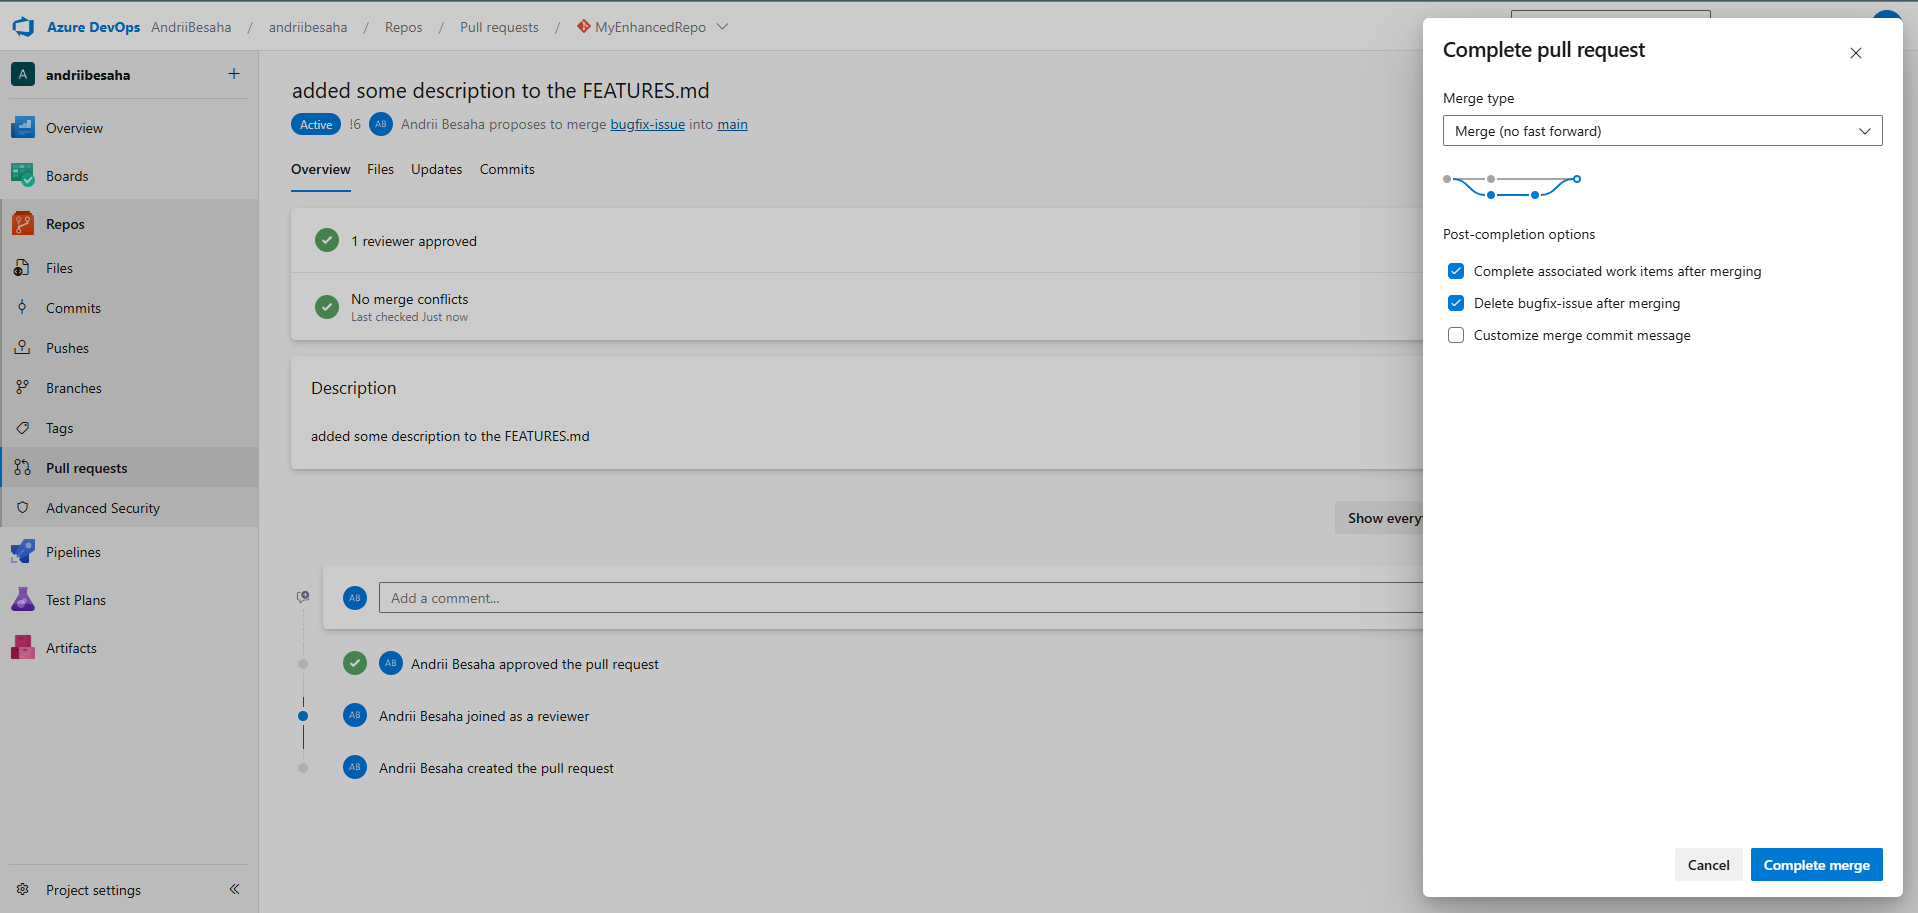 Azure DevOps AndriiBesaha / andriibesaha / Repos / Pull requests / MyEnhancedRepo
A andriibesaha +
Overview
Boards
Repos
Files
Commits
Pushes
Branches
Tags
Pull requests
Advanced Security
Pipelines
Test Plans
Artifacts
Project settings
added some description to the FEATURES.md
Active !6 AB Andrii Besaha proposes to merge bugfix-issue into main
Overview Files Updates Commits
1 reviewer approved
No merge conflicts
Last checked Just now
Description
added some description to the FEATURES.md
Show every
AB Add a comment...
AB Andrii Besaha approved the pull request
AB Andrii Besaha joined as a reviewer
AB Andrii Besaha created the pull request
Complete pull request
Merge type
Merge (no fast forward)
Post-completion options
Complete associated work items after merging
Delete bugfix-issue after merging
Customize merge commit message
Cancel Complete merge